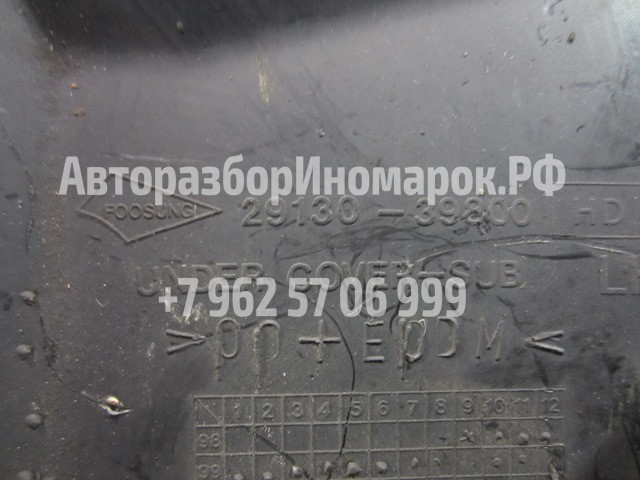 АвторазборИномарок.РФ
FOOSUNG 29130-39800 HD
UNDER COVER-SUB
+7 962 57 06 999
>PP+EPDM<
1 2 3 4 5 6 7 8 9 10 11 12
98
99